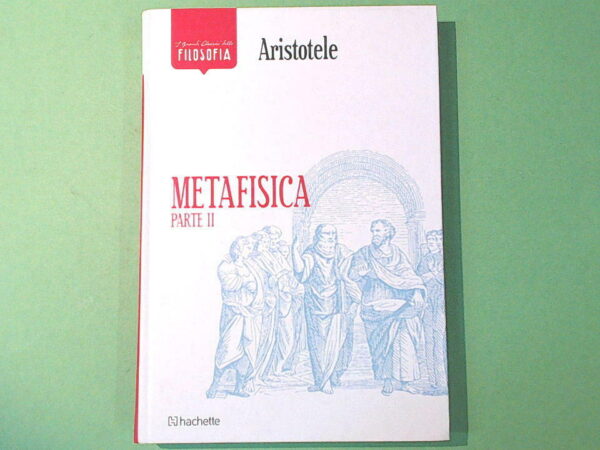 I Grandi Classici della
FILOSOFIA
Aristotele
METAFISICA
PARTE II
hachette